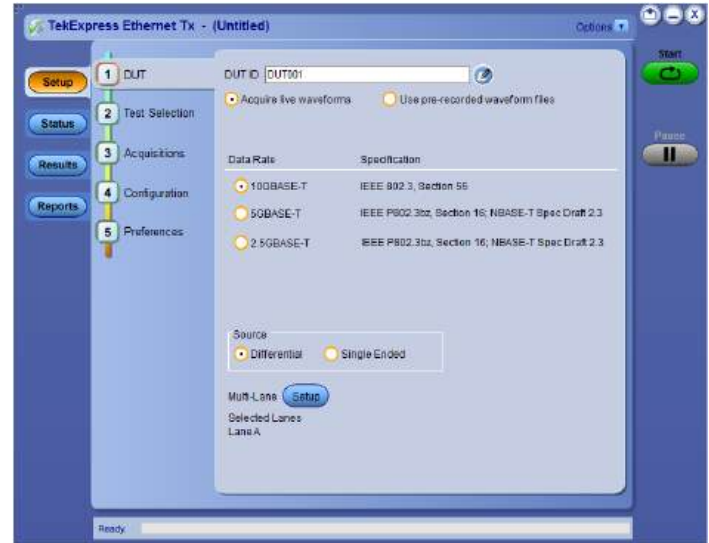 TekExpress Ethernet Tx - (Untitled)
Options
Start
Pause
Setup
Status
Results
Reports
1 DUT
2 Test Selection
3 Acquisitions
4 Configuration
5 Preferences
DUT ID DUT001
Acquire live waveforms Use pre-recorded waveform files
Data Rate Specification
10GBASE-T IEEE 802.3, Section 55
5GBASE-T IEEE P802.3bz, Section 16; NBASE-T Spec Draft 2.3
2.5GBASE-T IEEE P802.3bz, Section 16; NBASE-T Spec Draft 2.3
Source
Differential Single Ended
Multi-Lane Setup
Selected Lanes
Lane A
Ready